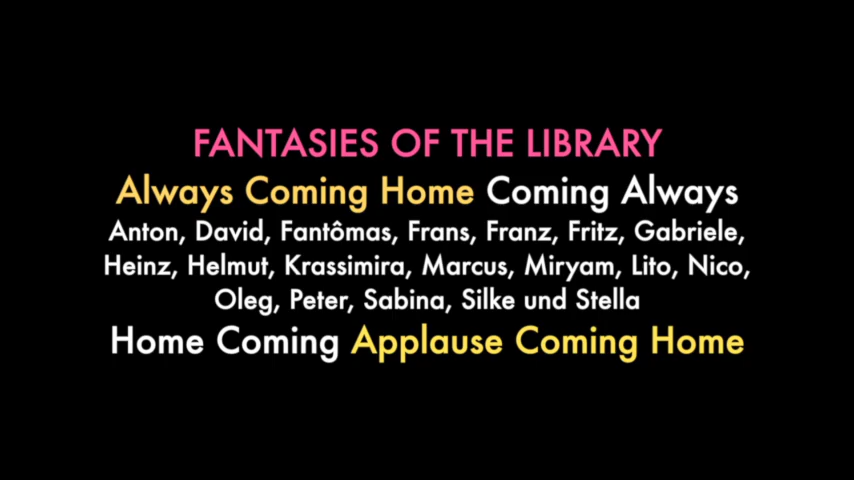 FANTASIES OF THE LIBRARY
Always Coming Home Coming Always
Anton, David, Fantômas, Frans, Franz, Fritz, Gabriele,
Heinz, Helmut, Krassimira, Marcus, Miryam, Lito, Nico,
Oleg, Peter, Sabina, Silke und Stella
Home Coming Applause Coming Home